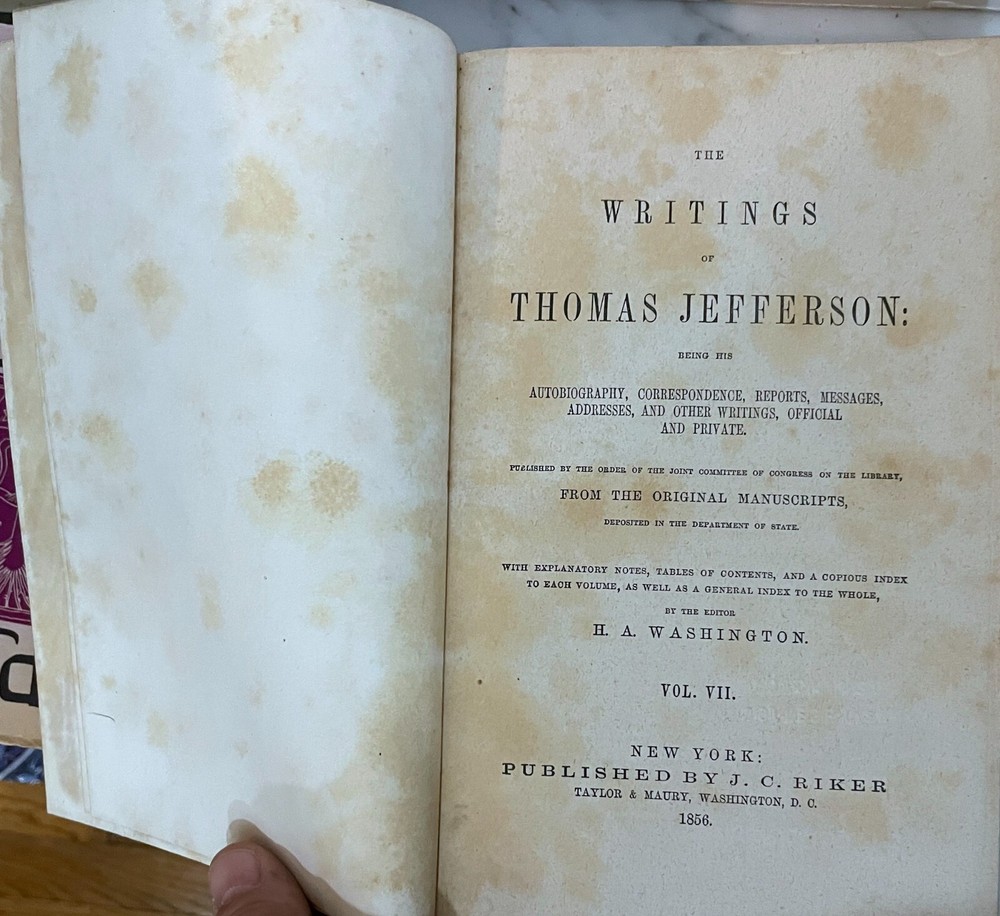 THE
WRITINGS
OF
THOMAS JEFFERSON:
BEING HIS
AUTOBIOGRAPHY, CORRESPONDENCE, REPORTS, MESSAGES,
ADDRESSES, AND OTHER WRITINGS, OFFICIAL
AND PRIVATE.
PUBLISHED BY THE ORDER OF THE JOINT COMMITTEE OF CONGRESS ON THE LIBRARY,
FROM THE ORIGINAL MANUSCRIPTS,
DEPOSITED IN THE DEPARTMENT OF STATE.
WITH EXPLANATORY NOTES, TABLES OF CONTENTS, AND A COPIOUS INDEX
TO EACH VOLUME, AS WELL AS A GENERAL INDEX TO THE WHOLE,
BY THE EDITOR
H. A. WASHINGTON.
VOL. VII.
NEW YORK:
PUBLISHED BY J. C. RIKER
TAYLOR & MAURY, WASHINGTON, D. C.
1856.